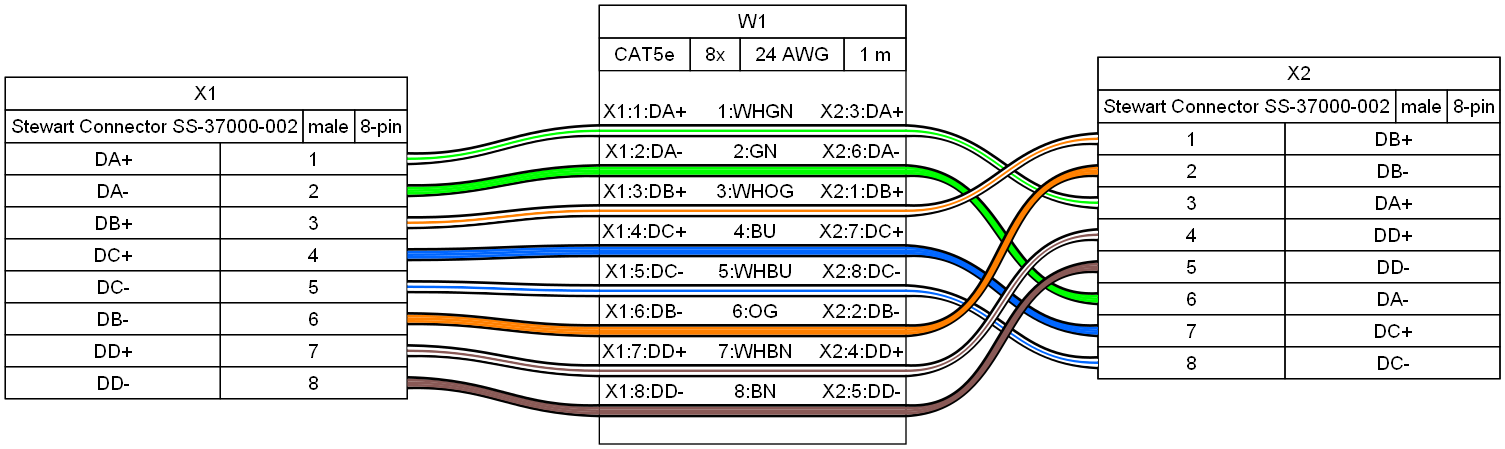 X1
Stewart Connector SS-37000-002 male 8-pin
DA+ 1
DA- 2
DB+ 3
DC+ 4
DC- 5
DB- 6
DD+ 7
DD- 8
W1
CAT5e 8x 24 AWG 1 m
X1:1:DA+ 1:WHGN X2:3:DA+
X1:2:DA- 2:GN X2:6:DA-
X1:3:DB+ 3:WHOG X2:1:DB+
X1:4:DC+ 4:BU X2:7:DC+
X1:5:DC- 5:WHBU X2:8:DC-
X1:6:DB- 6:OG X2:2:DB-
X1:7:DD+ 7:WHBN X2:4:DD+
X1:8:DD- 8:BN X2:5:DD-
X2
Stewart Connector SS-37000-002 male 8-pin
1 DB+
2 DB-
3 DA+
4 DD+
5 DD-
6 DA-
7 DC+
8 DC-